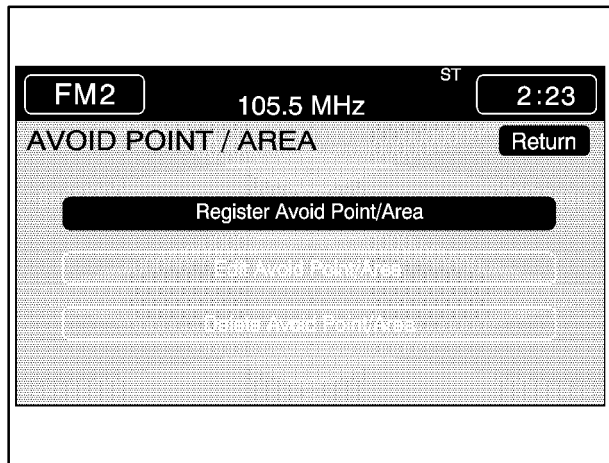 FM2
105.5 MHz
ST
2:23
AVOID POINT / AREA
Return
Register Avoid Point/Area
Edit Avoid Point/Area
Delete Avoid Point/Area